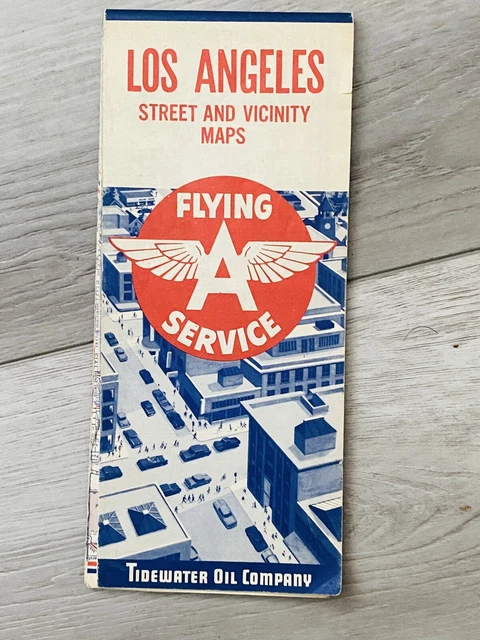 LOS ANGELES
STREET AND VICINITY
MAPS
FLYING
A
SERVICE
TIDEWATER OIL COMPANY